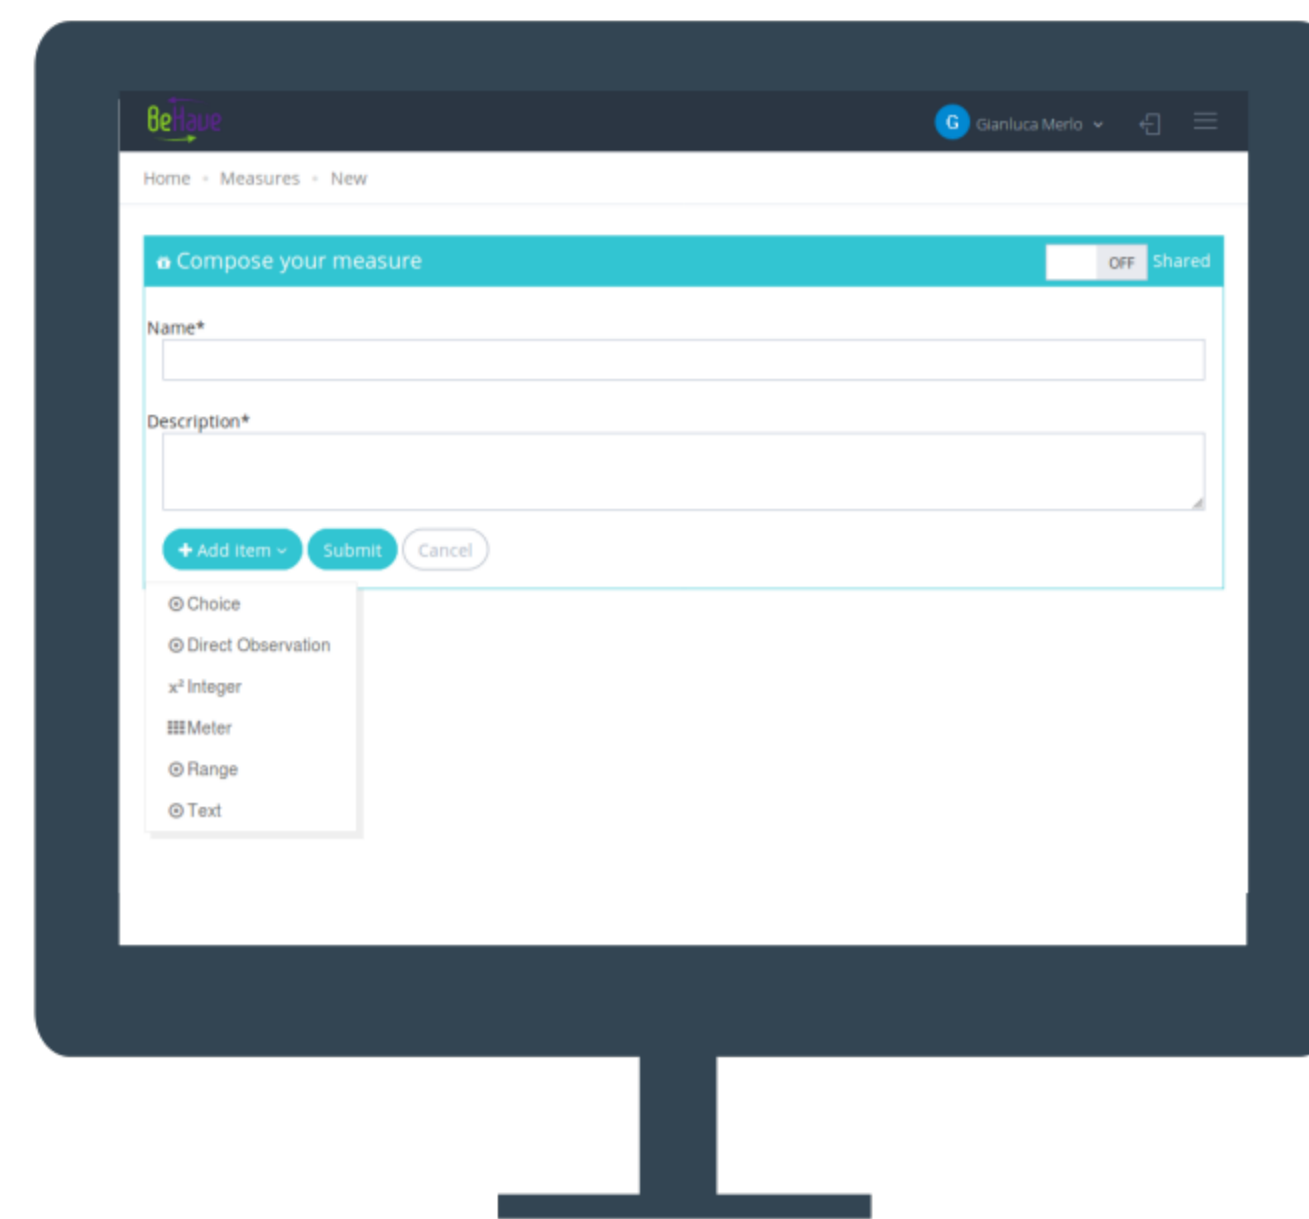 BeHave
G Gianluca Merlo
Home • Measures • New
Compose your measure
OFF Shared
Name*
Description*
+ Add item Submit Cancel
Choice
Direct Observation
x² Integer
Meter
Range
Text